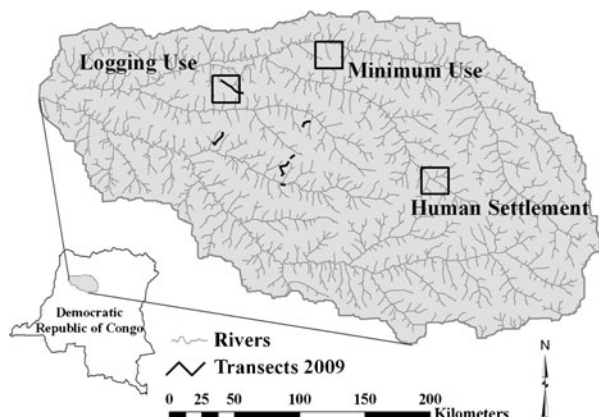 Logging Use
Minimum Use
Human Settlement
Democratic
Republic of Congo
Rivers
Transects 2009
N
0 25 50 100 150 200
Kilometers